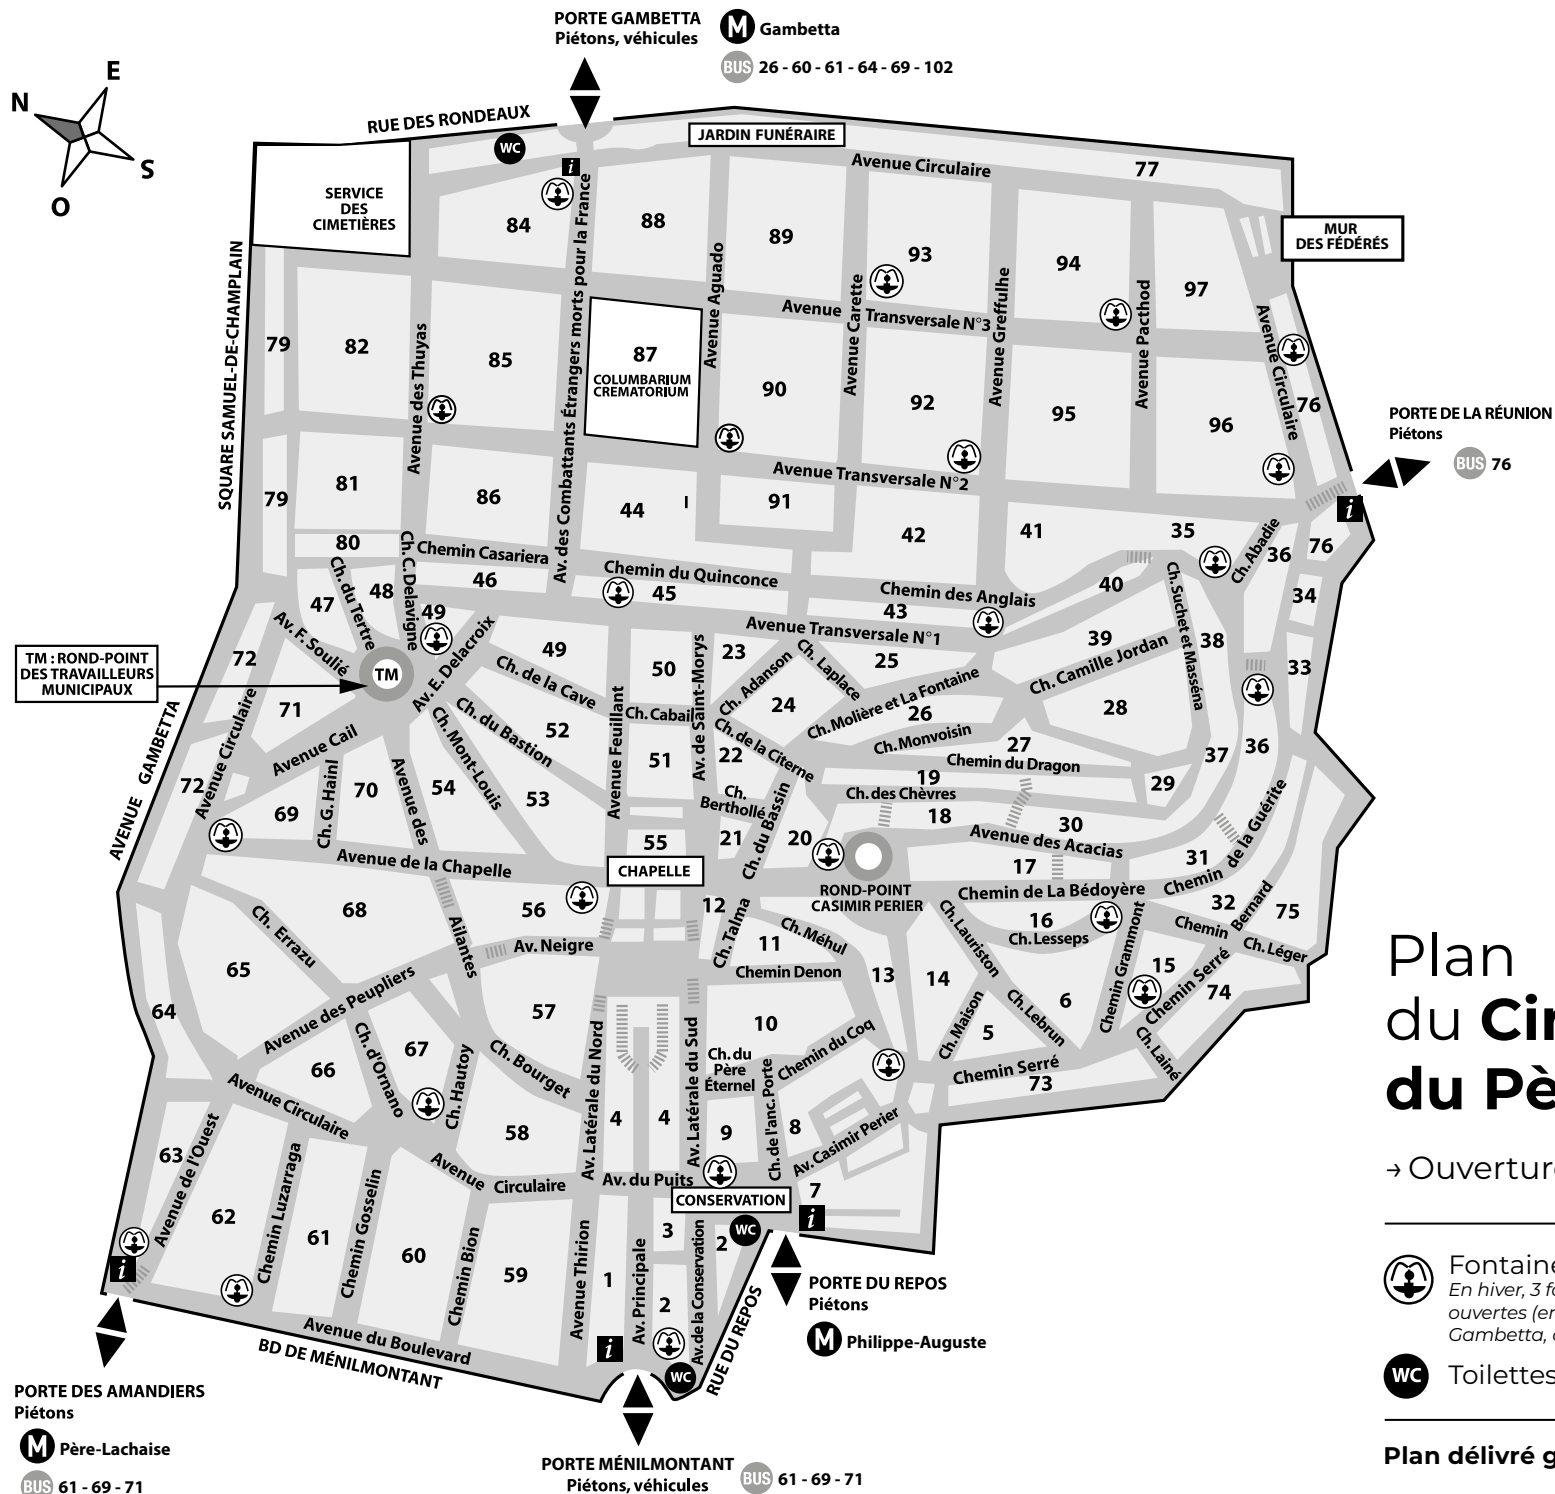 PORTE GAMBETTA
Piétons, véhicules
M Gambetta
BUS 26 - 60 - 61 - 64 - 69 - 102
N
E
S
O
RUE DES RONDEAUX
WC
i
JARDIN FUNÉRAIRE
Avenue Circulaire
77
SERVICE
DES
CIMETIÈRES
84
88
89
93
94
97
MUR
DES FÉDÉRÉS
SQUARE SAMUEL-DE-CHAMPLAIN
Avenue des Thuyas
Av. des Combattants Étrangers morts pour la France
Avenue Aguado
Avenue Carette
Avenue Greffulhe
Avenue Pacthod
Avenue Circulaire
Avenue Transversale N°3
79
82
85
87
COLUMBARIUM
CREMATORIUM
90
92
95
96
76
PORTE DE LA RÉUNION
Piétons
BUS 76
i
Avenue Transversale N°2
79
81
86
44
I
91
42
41
35
Ch. Abadie
36
76
80
Ch. C. Delavigne
Chemin Casariera
46
Chemin du Quinconce
45
Chemin des Anglais
43
40
34
47
Ch. du Tertre
48
49
Av. F. Soulié
Av. E. Delacroix
Avenue Transversale N°1
39
Ch. Camille Jordan
Ch. Suchet et Masséna
38
33
TM : ROND-POINT
DES TRAVAILLEURS
MUNICIPAUX
TM
72
71
49
Ch. de la Cave
50
Av. de Saint-Morys
23
Ch. Adanson
Ch. Laplace
25
24
Ch. Molière et La Fontaine
26
28
AVENUE GAMBETTA
Avenue Circulaire
Avenue Cail
Ch. du Bastion
52
Avenue Feuillant
Ch. Cabail
51
22
Ch. de la Citerne
Ch. Monvoisin
27
Chemin du Dragon
37
36
72
69
Ch. G. Hainl
70
Avenue des
Ailantes
54
Ch. Mont-Louis
53
Ch.
Bertholle
21
Ch. du Bassin
19
Ch. des Chèvres
18
29
30
Avenue des Acacias
Avenue de la Chapelle
55
CHAPELLE
20
ROND-POINT
CASIMIR PERIER
17
Chemin de La Bédoyère
31
Chemin de la Guérite
68
56
12
Ch. Talma
Ch. Méhul
11
Ch. Lauriston
16
Ch. Lesseps
32
Chemin
Bernard
75
Ch. Léger
Ch. Errazu
Av. Neigre
Chemin Denon
13
14
Chemin Grammont
15
Chemin Serré
74
65
64
Avenue des Peupliers
57
10
Ch. Maison
6
Ch. Lebrun
5
Ch. Lainé
66
Ch. d'Ornano
67
Ch. Hautoy
Ch. Bourget
Av. Latérale du Nord
Av. Latérale du Sud
Ch. du
Père
Éternel
Chemin du Coq
Chemin Serré
73
Avenue Circulaire
58
4
4
9
Ch. de l'anc. Porte
8
Av. Casimir Perier
63
Avenue de l'Ouest
Avenue
Circulaire
Av. du Puits
CONSERVATION
7
i
62
Chemin Luzarraga
61
Chemin Gosselin
60
Chemin Bion
59
Avenue Thirion
1
Av. Principale
3
2
Av. de la Conservation
2
WC
i
Avenue du Boulevard
BD DE MÉNILMONTANT
i
WC
RUE DU REPOS
PORTE DU REPOS
Piétons
M Philippe-Auguste
PORTE DES AMANDIERS
Piétons
M Père-Lachaise
BUS 61 - 69 - 71
PORTE MÉNILMONTANT
Piétons, véhicules
BUS 61 - 69 - 71
Plan
du Cir
du Pè
→ Ouverture
Fontaine
En hiver, 3 fo
ouvertes (en
Gambetta,
WC Toilettes
Plan délivré g